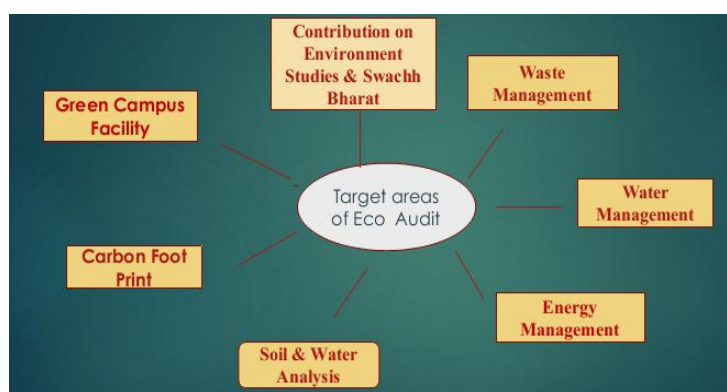 Contribution on
Environment
Studies & Swachh
Bharat
Waste
Management
Green Campus
Facility
Target areas
of Eco Audit
Water
Management
Carbon Foot
Print
Energy
Management
Soil & Water
Analysis